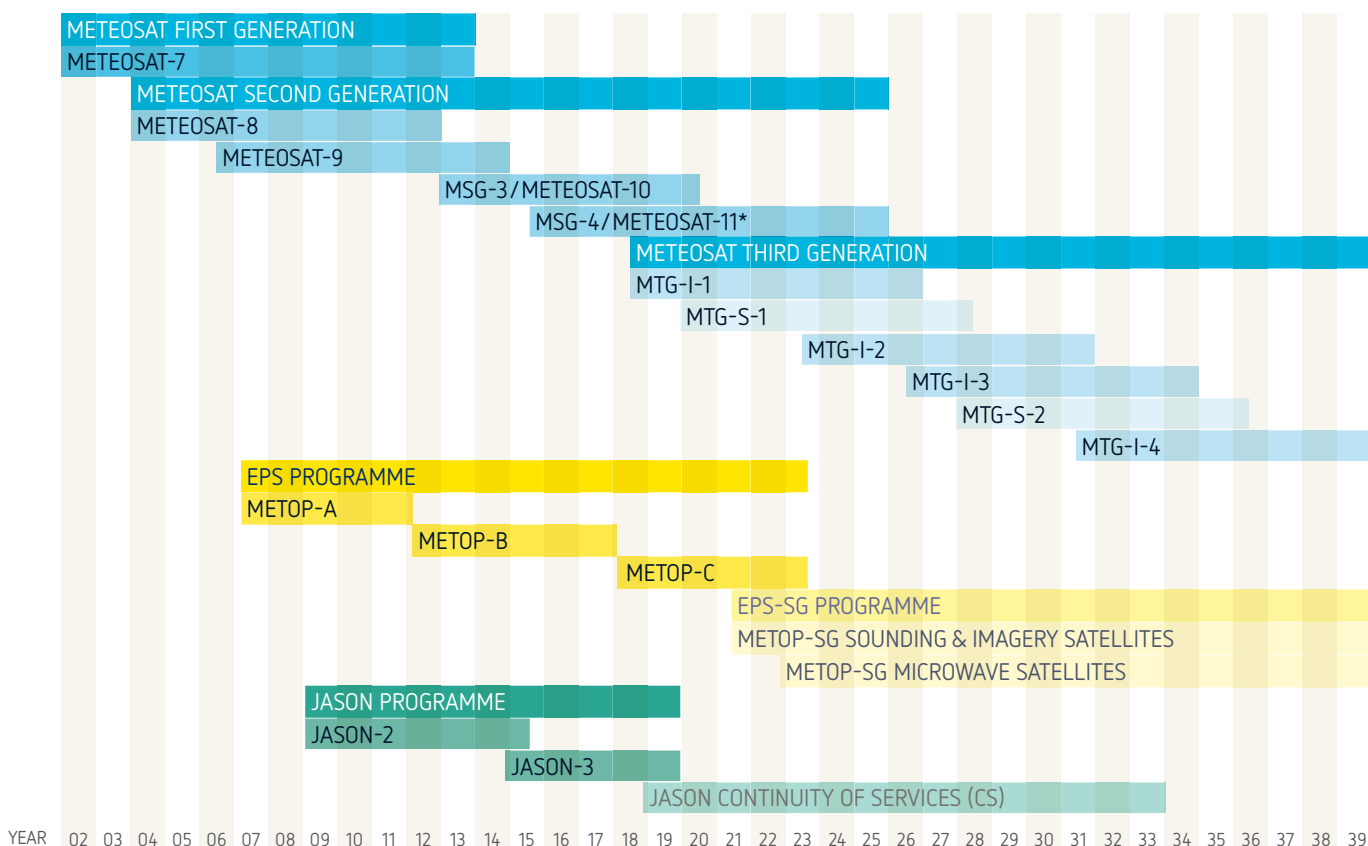 METEOSAT FIRST GENERATION
METEOSAT-7
METEOSAT SECOND GENERATION
METEOSAT-8
METEOSAT-9
MSG-3/METEOSAT-10
MSG-4/METEOSAT-11*
METEOSAT THIRD GENERATION
MTG-I-1
MTG-S-1
MTG-I-2
MTG-I-3
MTG-S-2
MTG-I-4
EPS PROGRAMME
METOP-A
METOP-B
METOP-C
EPS-SG PROGRAMME
METOP-SG SOUNDING & IMAGERY SATELLITES
METOP-SG MICROWAVE SATELLITES
JASON PROGRAMME
JASON-2
JASON-3
JASON CONTINUITY OF SERVICES (CS)
YEAR 02 03 04 05 06 07 08 09 10 11 12 13 14 15 16 17 18 19 20 21 22 23 24 25 26 27 28 29 30 31 32 33 34 35 36 37 38 39